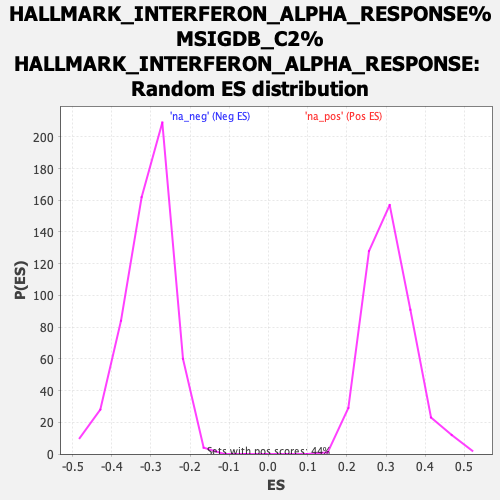 HALLMARK_INTERFERON_ALPHA_RESPONSE%
MSIGDB_C2%
HALLMARK_INTERFERON_ALPHA_RESPONSE:
Random ES distribution
'na_neg' (Neg ES)
'na_pos' (Pos ES)
200
180
160
140
120
100
80
60
40
20
0
P(ES)
Sets with pos scores: 44%
-0.5 -0.4 -0.3 -0.2 -0.1 0.0 0.1 0.2 0.3 0.4 0.5
ES